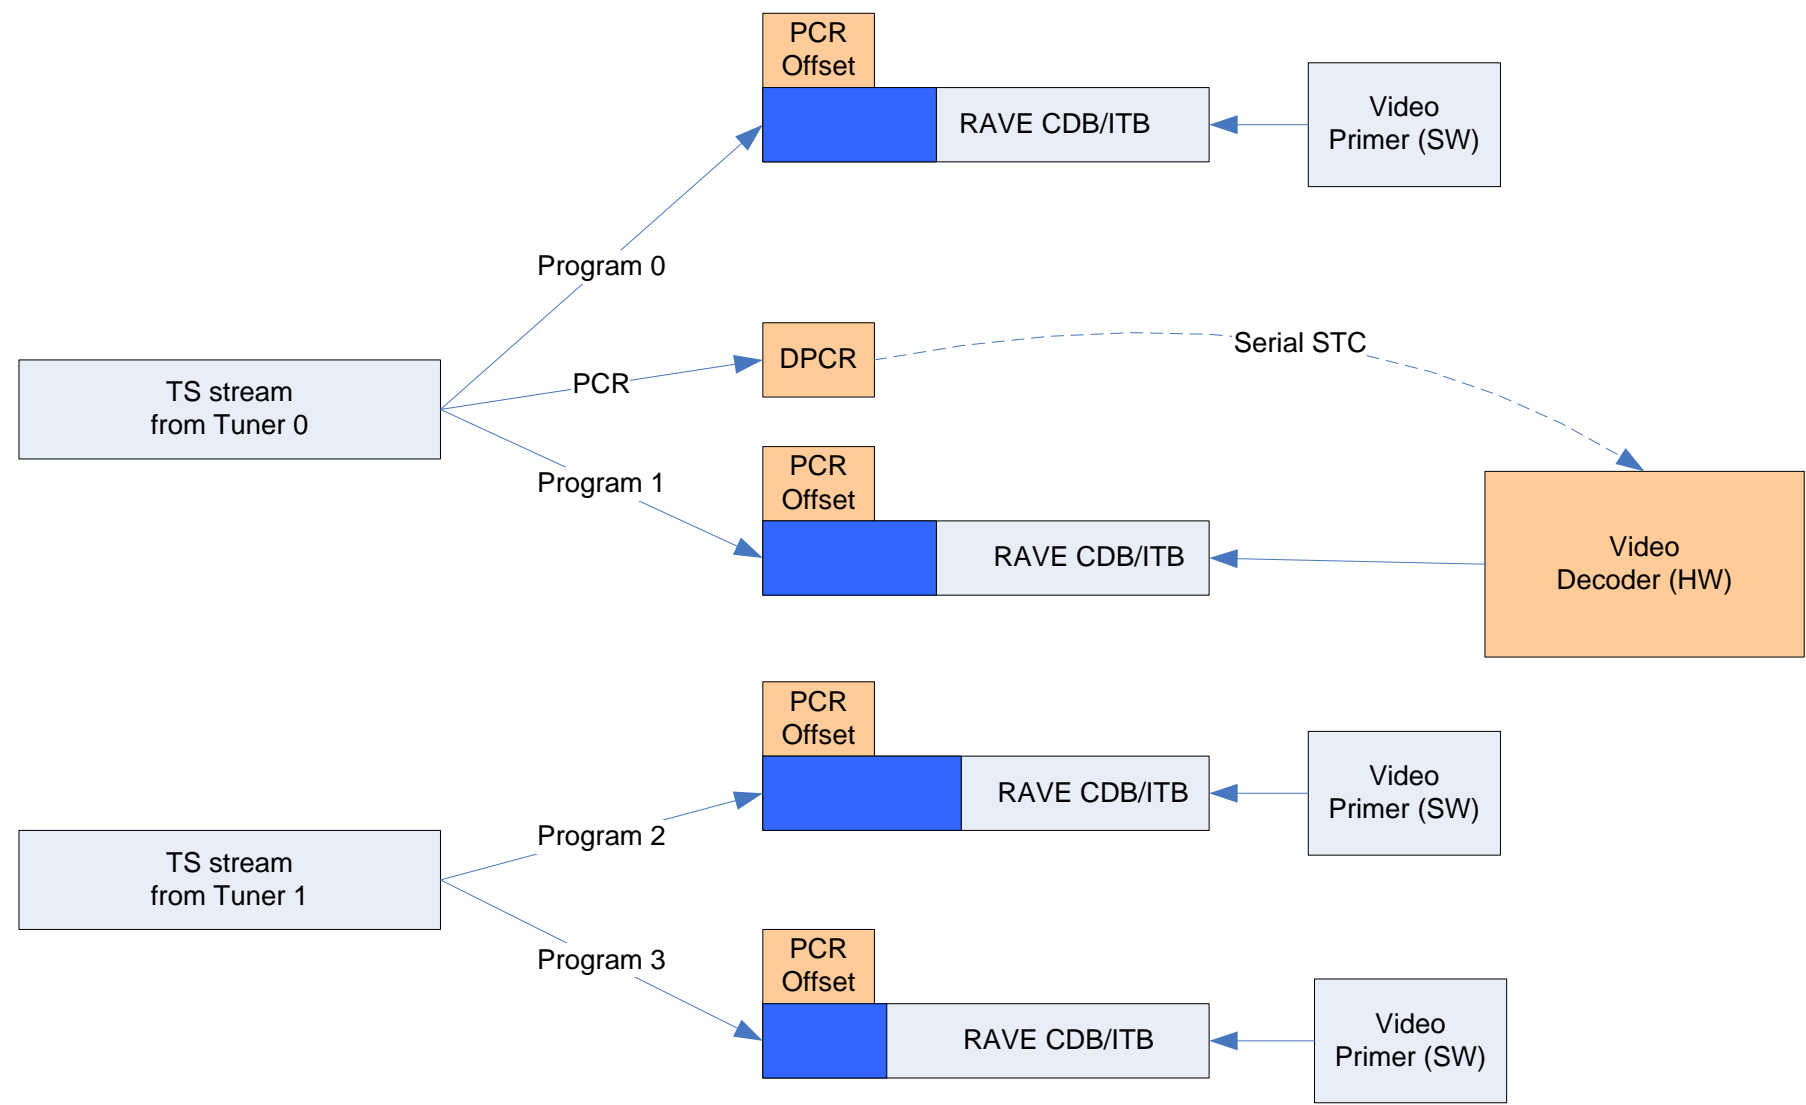 PCR
Offset
RAVE CDB/ITB
Video
Primer (SW)
Program 0
DPCR
Serial STC
PCR
TS stream
from Tuner 0
Program 1
PCR
Offset
RAVE CDB/ITB
Video
Decoder (HW)
PCR
Offset
RAVE CDB/ITB
Video
Primer (SW)
Program 2
TS stream
from Tuner 1
Program 3
PCR
Offset
RAVE CDB/ITB
Video
Primer (SW)